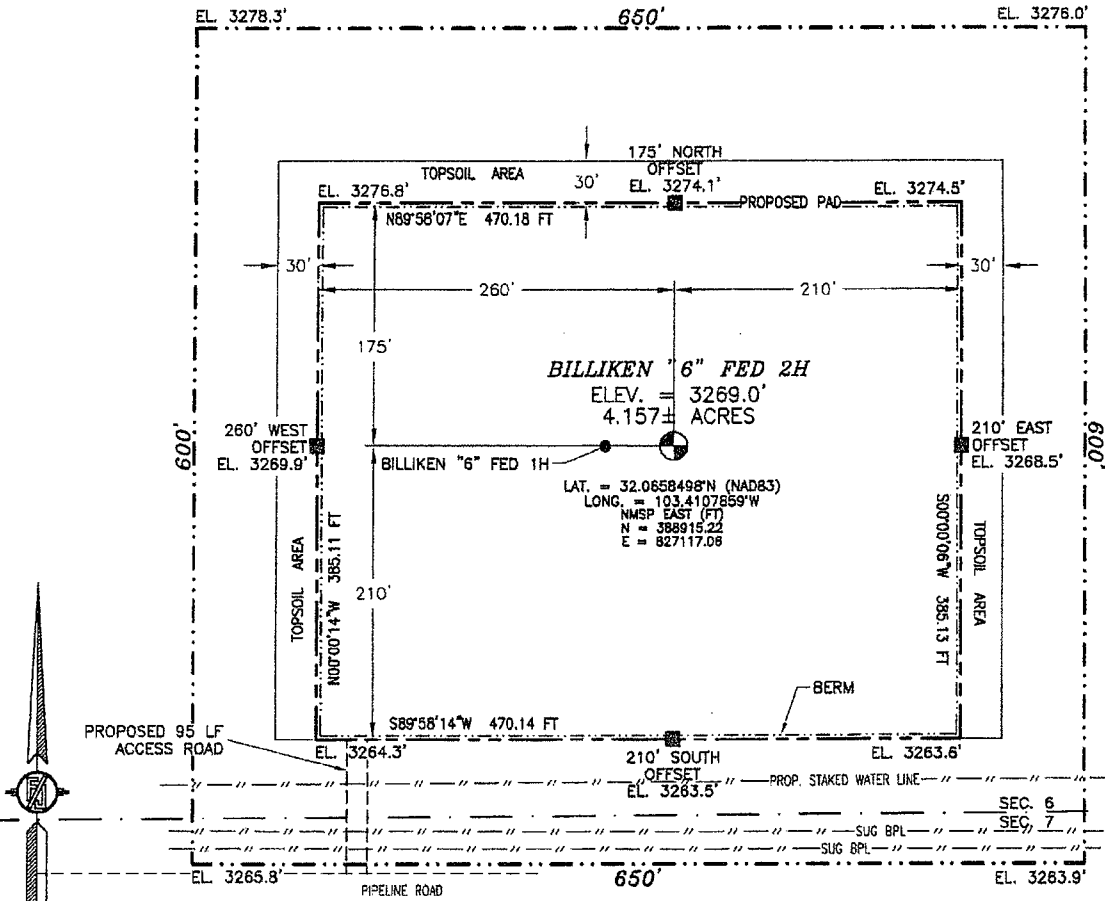 EL. 3278.3'
650'
EL. 3276.0'
175' NORTH
OFFSET
EL. 3274.1'
TOPSOIL AREA
30'
EL. 3276.8'
EL. 3274.5'
PROPOSED PAD
N89°58'07"E 470.18 FT
30'
30'
260'
210'
175'
BILLIKEN "6" FED 2H
ELEV. = 3269.0'
4.157± ACRES
600'
260' WEST
OFFSET
EL. 3269.9'
BILLIKEN "6" FED 1H
210' EAST
OFFSET
EL. 3268.5'
600'
LAT. = 32.0658498°N (NAD83)
LONG. = 103.4107859°W
NMSP EAST (FT)
N = 388915.22
E = 827117.06
TOPSOIL AREA
N00°00'14"W 385.11 FT
210'
S00°00'06"W 385.13 FT
TOPSOIL AREA
BERM
S89°58'14"W 470.14 FT
PROPOSED 95 LF
ACCESS ROAD
EL. 3264.3'
210' SOUTH
OFFSET
EL. 3263.5'
EL. 3263.6'
PROP. STAKED WATER LINE
SEC. 6
SEC. 7
SUG BPL
SUG BPL
EL. 3265.8'
650'
EL. 3263.9'
PIPELINE ROAD